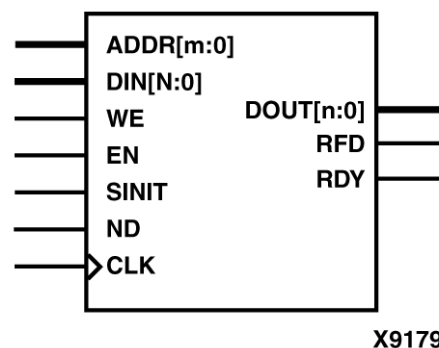 ADDR[m:0]
DIN[N:0]
WE
EN
SINIT
ND
CLK
DOUT[n:0]
RFD
RDY
X9179